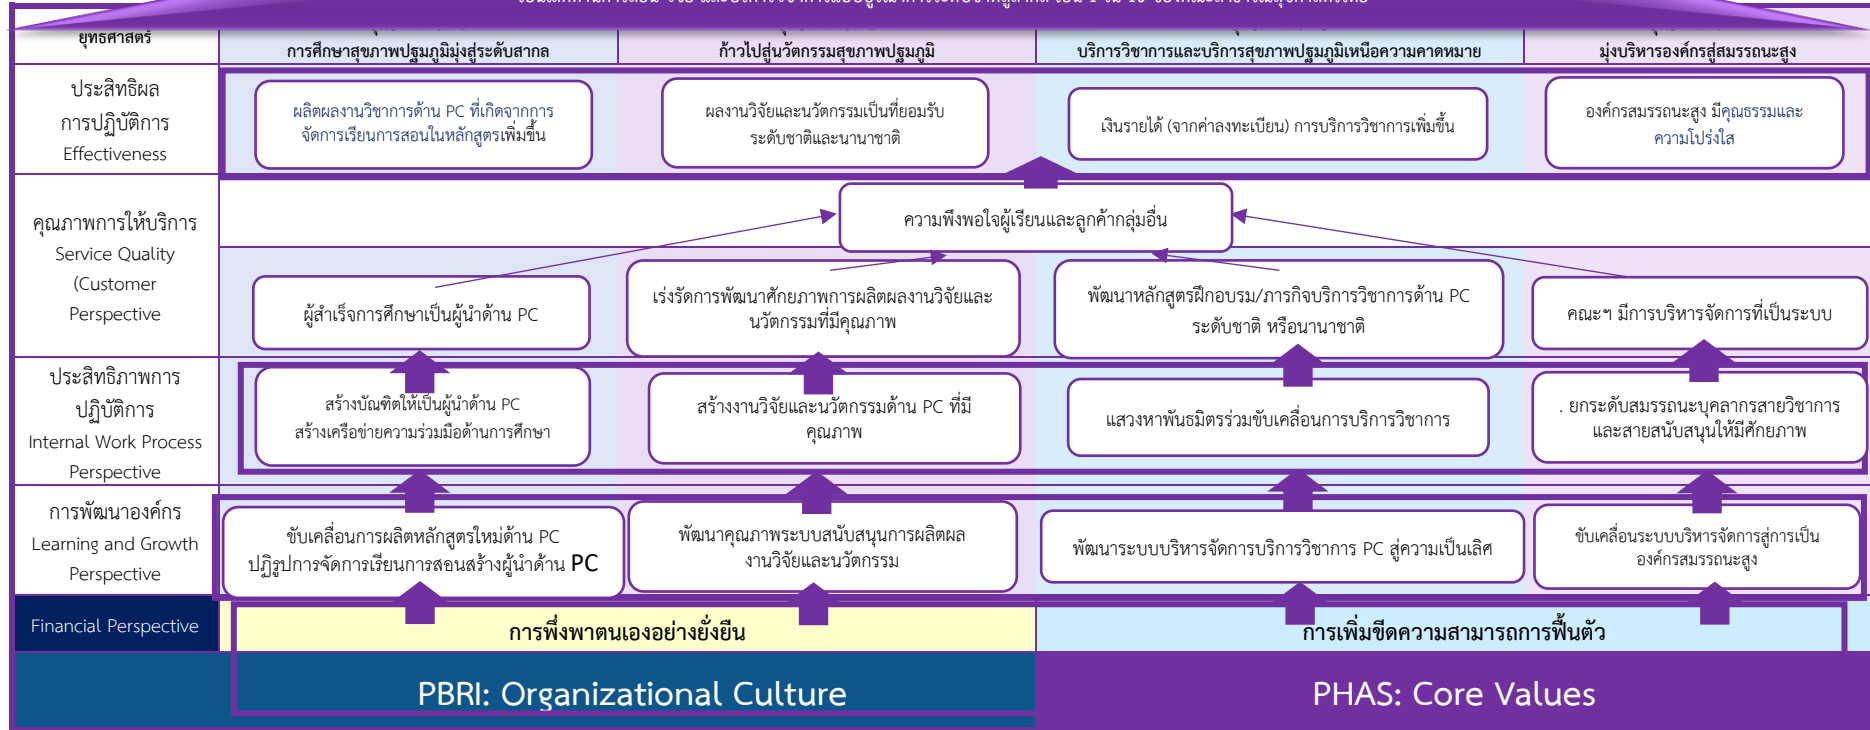 ยุทธศาสตร์
การศึกษาสุขภาพปฐมภูมิมุ่งสู่ระดับสากล
ก้าวไปสู่นวัตกรรมสุขภาพปฐมภูมิ
บริการวิชาการและบริการสุขภาพปฐมภูมิเหนือความคาดหมาย
มุ่งบริหารองค์กรสู่สมรรถนะสูง
ประสิทธิผล
การปฏิบัติการ
Effectiveness
ผลิตผลงานวิชาการด้าน PC ที่เกิดจากการ
จัดการเรียนการสอนในหลักสูตรเพิ่มขึ้น
ผลงานวิจัยและนวัตกรรมเป็นที่ยอมรับ
ระดับชาติและนานาชาติ
เงินรายได้ (จากค่าลงทะเบียน) การบริการวิชาการเพิ่มขึ้น
องค์กรสมรรถนะสูง มีคุณธรรมและ
ความโปร่งใส
คุณภาพการให้บริการ
Service Quality
(Customer
Perspective
ความพึงพอใจผู้เรียนและลูกค้ากลุ่มอื่น
ผู้สำเร็จการศึกษาเป็นผู้นำด้าน PC
เร่งรัดการพัฒนาศักยภาพการผลิตผลงานวิจัยและ
นวัตกรรมที่มีคุณภาพ
พัฒนาหลักสูตรฝึกอบรม/ภารกิจบริการวิชาการด้าน PC
ระดับชาติ หรือนานาชาติ
คณะฯ มีการบริหารจัดการที่เป็นระบบ
ประสิทธิภาพการ
ปฏิบัติการ
Internal Work Process
Perspective
สร้างบัณฑิตให้เป็นผู้นำด้าน PC
สร้างเครือข่ายความร่วมมือด้านการศึกษา
สร้างงานวิจัยและนวัตกรรมด้าน PC ที่มี
คุณภาพ
แสวงหาพันธมิตรร่วมขับเคลื่อนการบริการวิชาการ
. ยกระดับสมรรถนะบุคลากรสายวิชาการ
และสายสนับสนุนให้มีศักยภาพ
การพัฒนาองค์กร
Learning and Growth
Perspective
ขับเคลื่อนการผลิตหลักสูตรใหม่ด้าน PC
ปฏิรูปการจัดการเรียนการสอนสร้างผู้นำด้าน PC
พัฒนาคุณภาพระบบสนับสนุนการผลิตผล
งานวิจัยและนวัตกรรม
พัฒนาระบบบริหารจัดการบริการวิชาการ PC สู่ความเป็นเลิศ
ขับเคลื่อนระบบบริหารจัดการสู่การเป็น
องค์กรสมรรถนะสูง
Financial Perspective
การพึ่งพาตนเองอย่างยั่งยืน
การเพิ่มขีดความสามารถการฟื้นตัว
PBRI: Organizational Culture
PHAS: Core Values